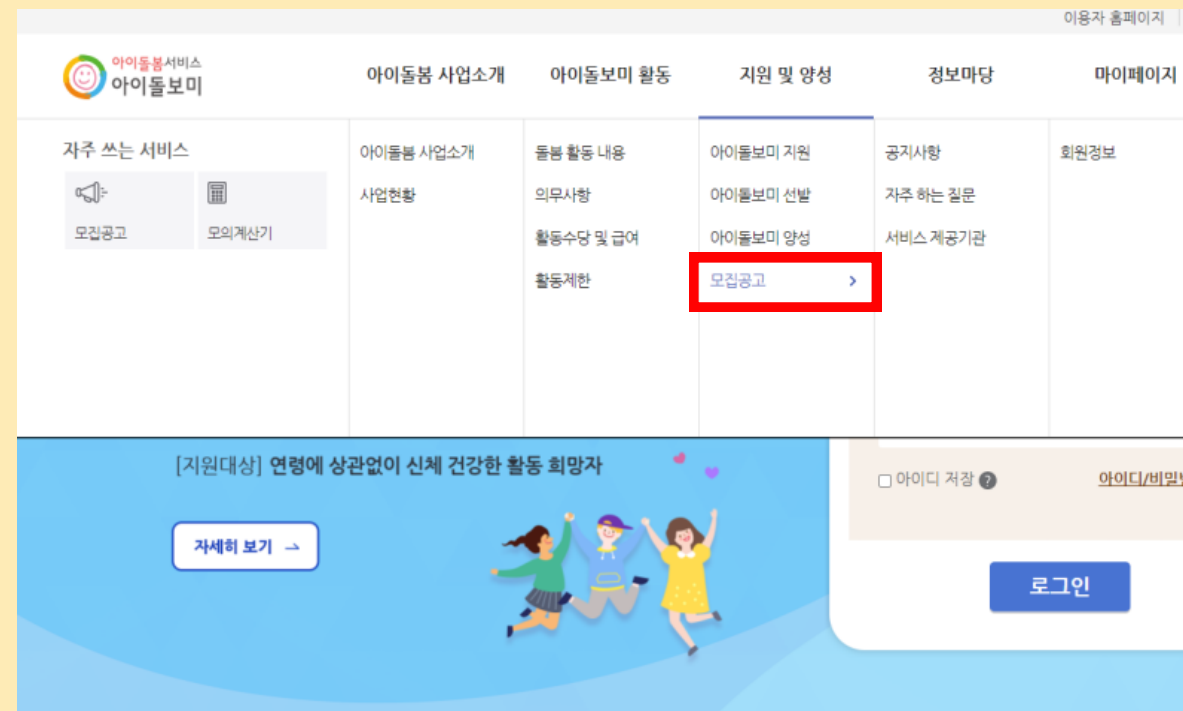 이용자 홈페이지
아이돌봄서비스
아이돌보미
아이돌봄 사업소개
아이돌보미 활동
지원 및 양성
정보마당
마이페이지
자주 쓰는 서비스
모집공고
모의계산기
아이돌봄 사업소개
사업현황
돌봄 활동 내용
의무사항
활동수당 및 급여
활동제한
아이돌보미 지원
아이돌보미 선발
아이돌보미 양성
모집공고
공지사항
자주 하는 질문
서비스 제공기관
회원정보
[지원대상] 연령에 상관없이 신체 건강한 활동 희망자
자세히 보기
아이디 저장
아이디/비밀
로그인